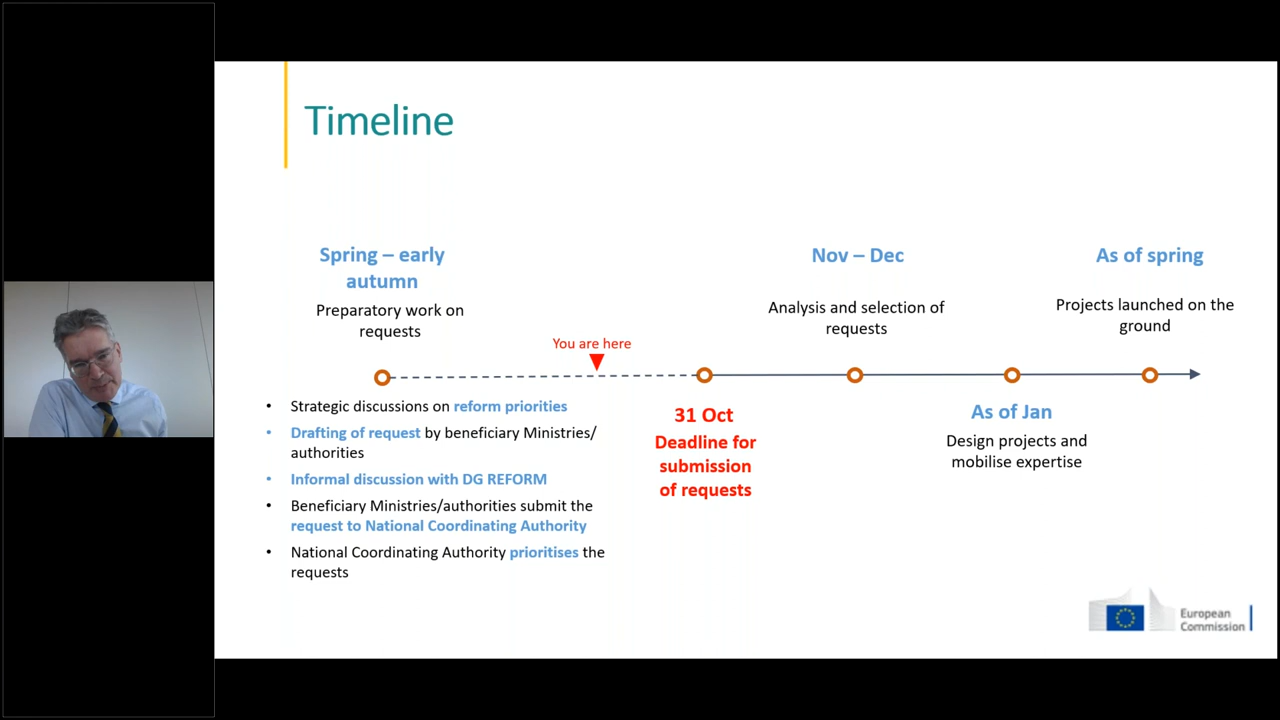 Timeline
Spring – early
autumn
Preparatory work on
requests
You are here
Nov – Dec
Analysis and selection of
requests
As of spring
Projects launched on the
ground
• Strategic discussions on reform priorities
• Drafting of request by beneficiary Ministries/
authorities
• Informal discussion with DG REFORM
• Beneficiary Ministries/authorities submit the
request to National Coordinating Authority
• National Coordinating Authority prioritises the
requests
31 Oct
Deadline for
submission
of requests
As of Jan
Design projects and
mobilise expertise
European
Commission